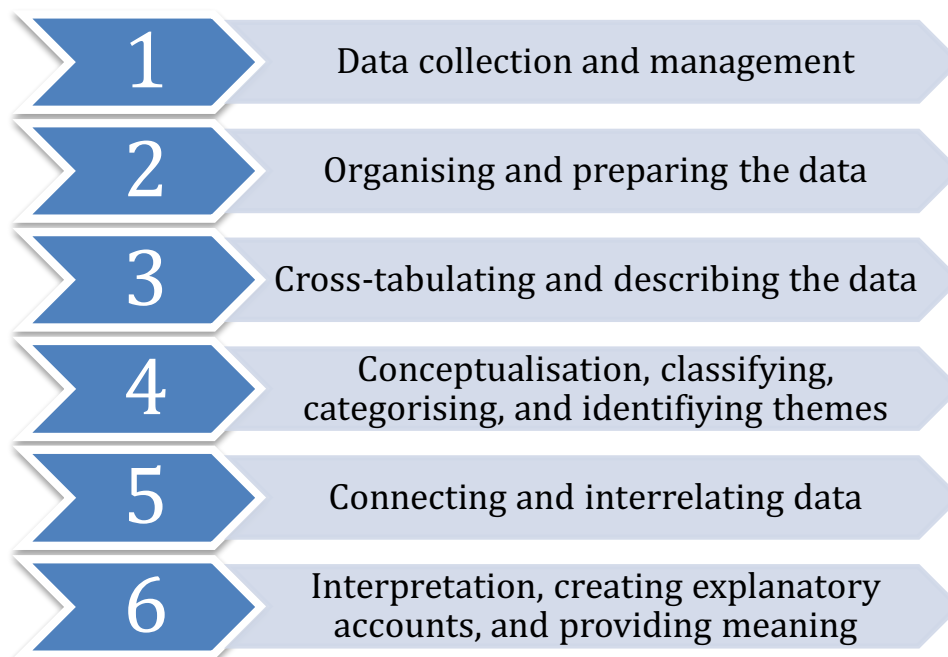 1
Data collection and management
2
Organising and preparing the data
3
Cross-tabulating and describing the data
4
Conceptualisation, classifying,
categorising, and identifiying themes
5
Connecting and interrelating data
6
Interpretation, creating explanatory
accounts, and providing meaning